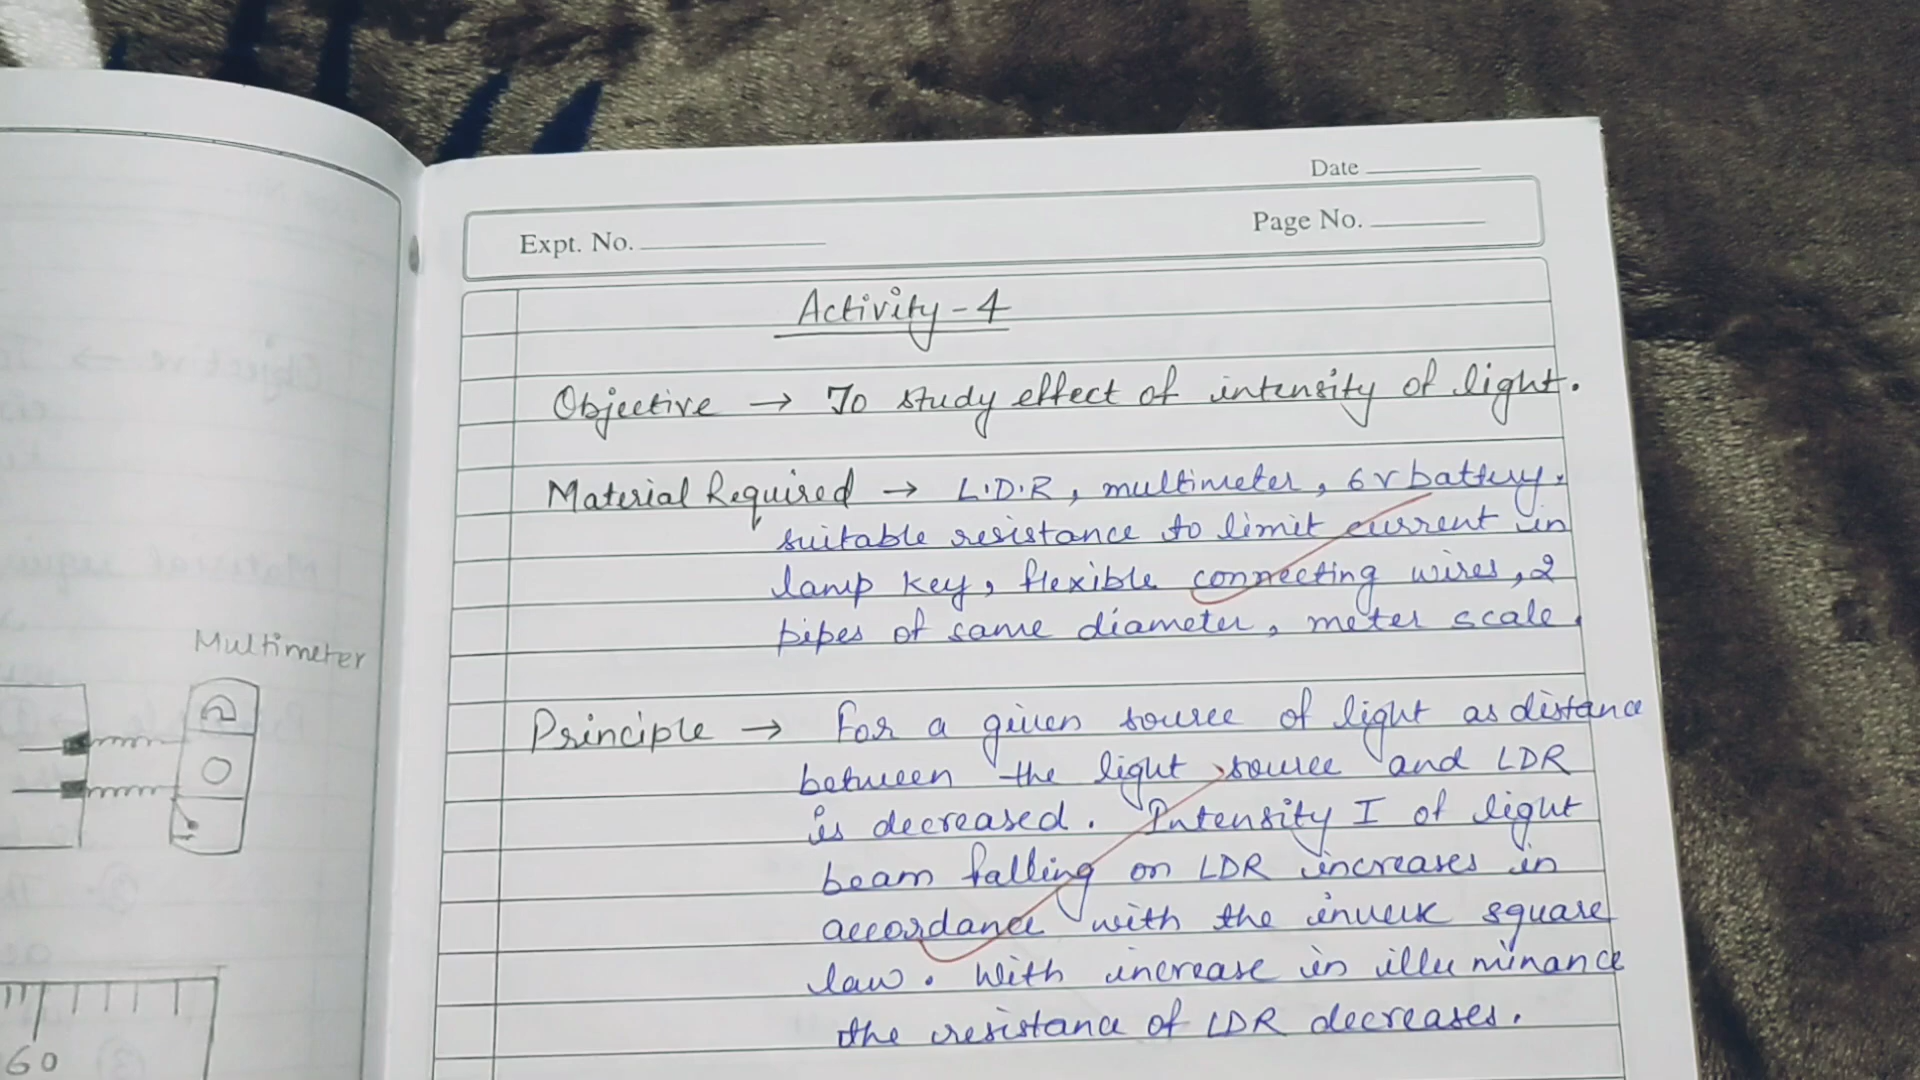 Date
Page No.
Expt. No.
Activity - 4
Objective → To study effect of intensity of light.
Material Required → L.D.R, multimeter, 6v battery,
suitable resistance to limit current in
lamp key, flexible connecting wires, 2
pipes of same diameter, meter scale.
Principle → For a given source of light as distance
between the light source and LDR
is decreased. Intensity I of light
beam falling on LDR increases in
accordance with the inverse square
law. With increase in illuminance
the resistance of LDR decreases.
Multimeter
60